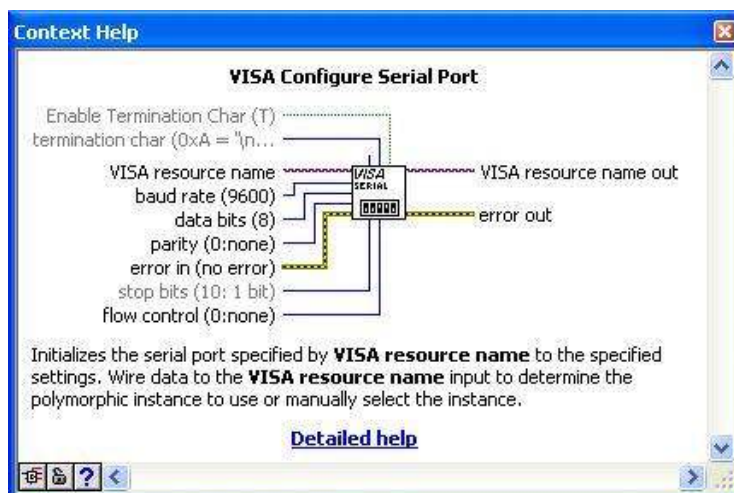 Context Help
VISA Configure Serial Port
Enable Termination Char (T)
termination char (0xA = "\n...
VISA resource name
VISA resource name out
baud rate (9600)
data bits (8)
error out
parity (0:none)
error in (no error)
stop bits (10: 1 bit)
flow control (0:none)
VISA
SERIAL
Initializes the serial port specified by VISA resource name to the specified
settings. Wire data to the VISA resource name input to determine the
polymorphic instance to use or manually select the instance.
Detailed help
?